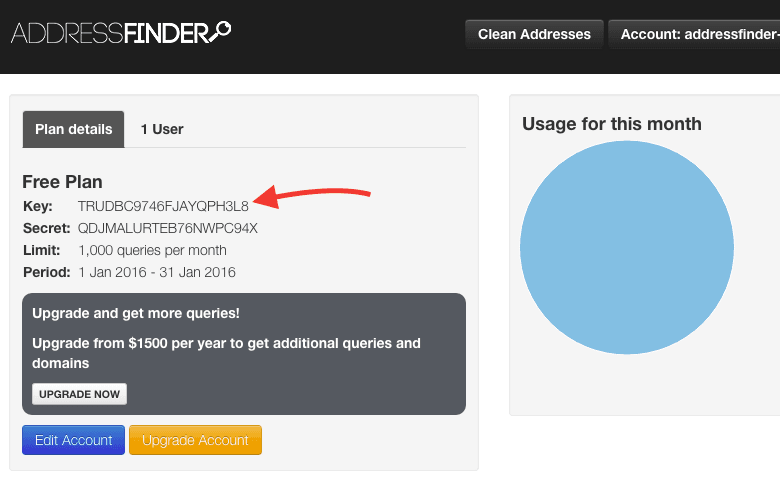 ADDRESSFINDER
Clean Addresses
Account: addressfinder-
Plan details
1 User
Free Plan
Key: TRUDBC9746FJAYQPH3L8
Secret: QDJMALURTEB76NWPC94X
Limit: 1,000 queries per month
Period: 1 Jan 2016 - 31 Jan 2016
Upgrade and get more queries!
Upgrade from $1500 per year to get additional queries and
domains
UPGRADE NOW
Edit Account
Upgrade Account
Usage for this month